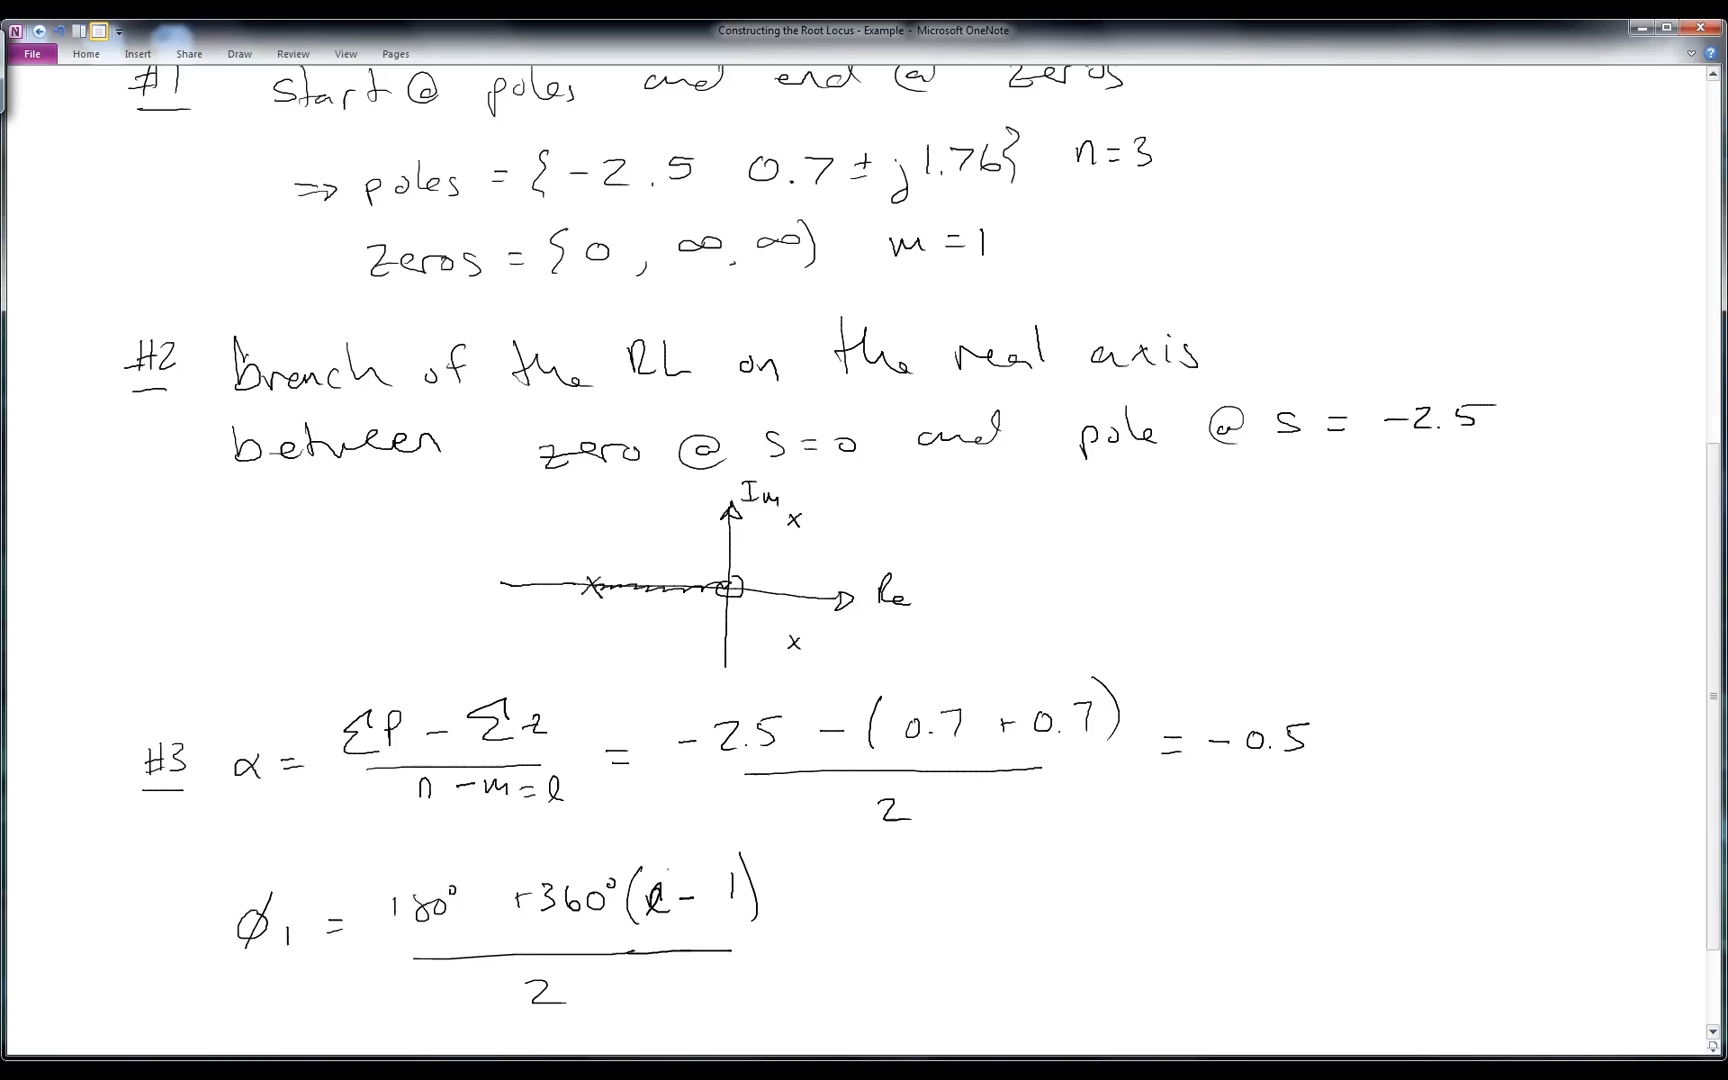 Constructing the Root Locus - Example - Microsoft OneNote
File Home Insert Share Draw Review View Pages
#1 Start @ poles and end @ zeros
=> poles = { -2.5 0.7 ± j1.76} n=3
zeros = { 0 , ∞, ∞) m =1
#2 branch of the RL on the real axis
between zero @ s=0 and pole @ s = -2.5
Im
x
x
Re
x
#3 α = Σp - Σz / n - m = l = -2.5 - (0.7 + 0.7) / 2 = -0.5
φ1 = 180° + 360° ( - 1) / 2